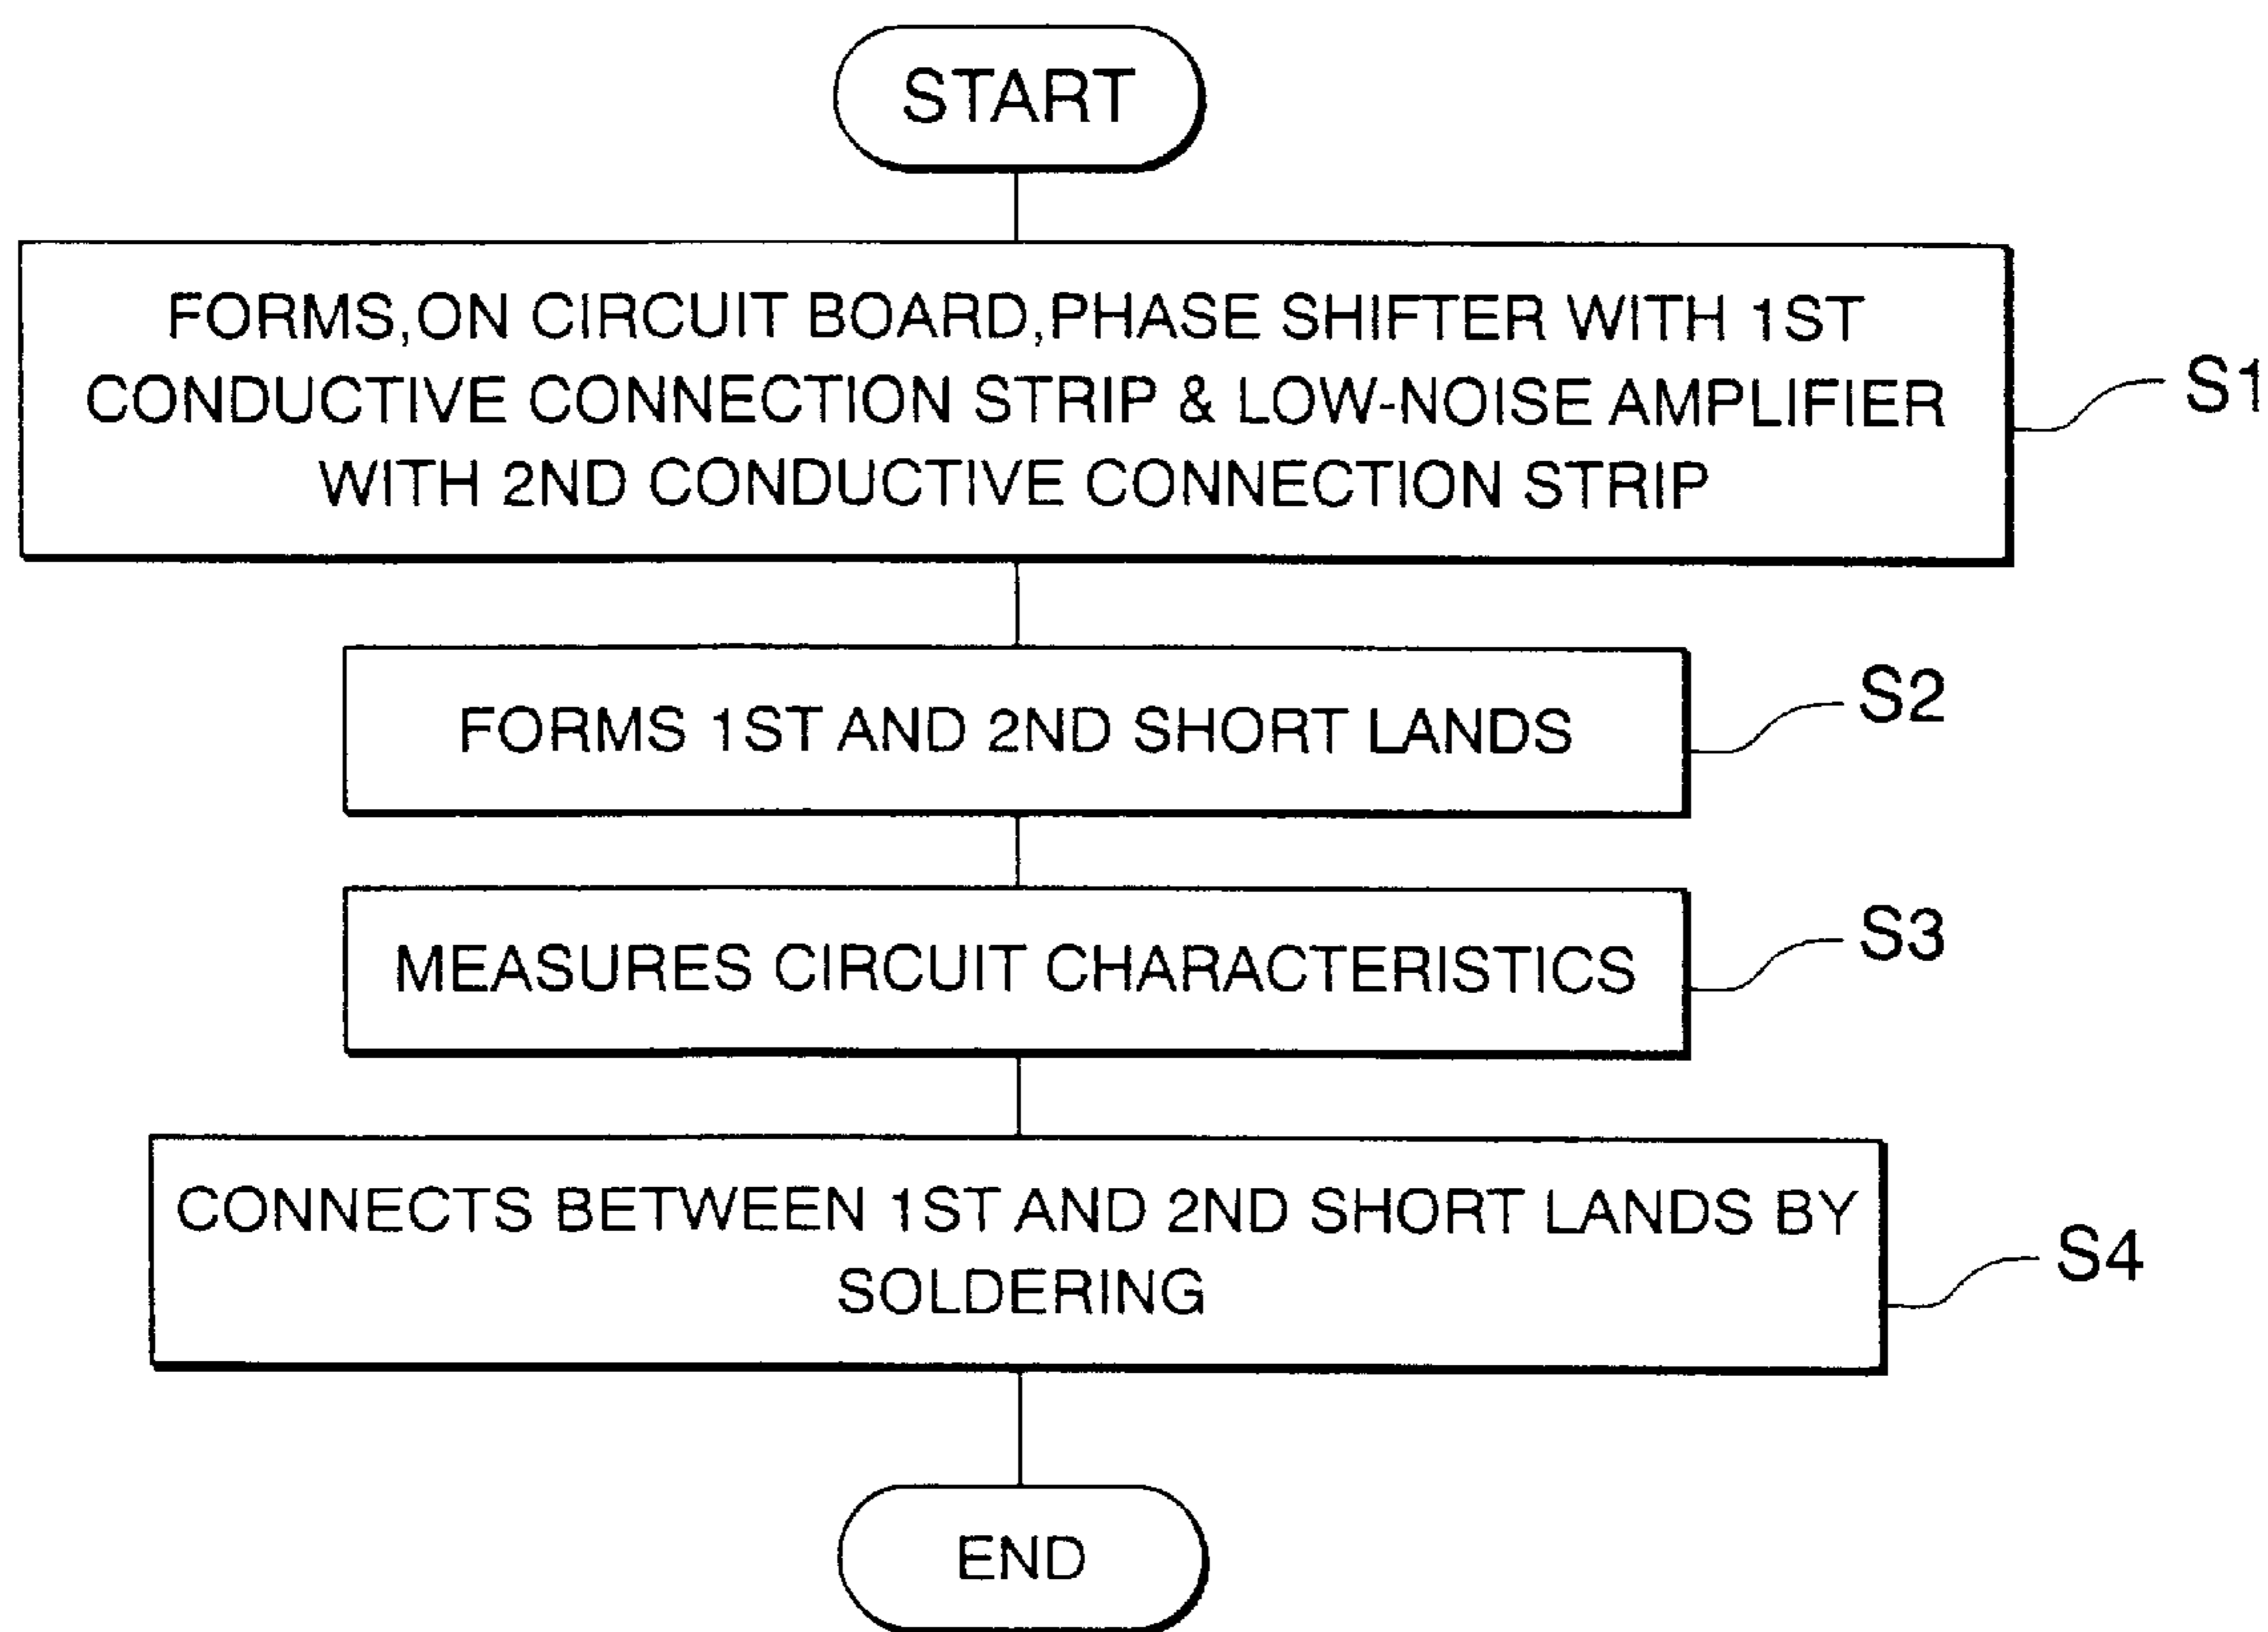 START
FORMS,ON CIRCUIT BOARD,PHASE SHIFTER WITH 1ST
CONDUCTIVE CONNECTION STRIP & LOW-NOISE AMPLIFIER
WITH 2ND CONDUCTIVE CONNECTION STRIP
S1
FORMS 1ST AND 2ND SHORT LANDS
S2
MEASURES CIRCUIT CHARACTERISTICS
S3
CONNECTS BETWEEN 1ST AND 2ND SHORT LANDS BY
SOLDERING
S4
END